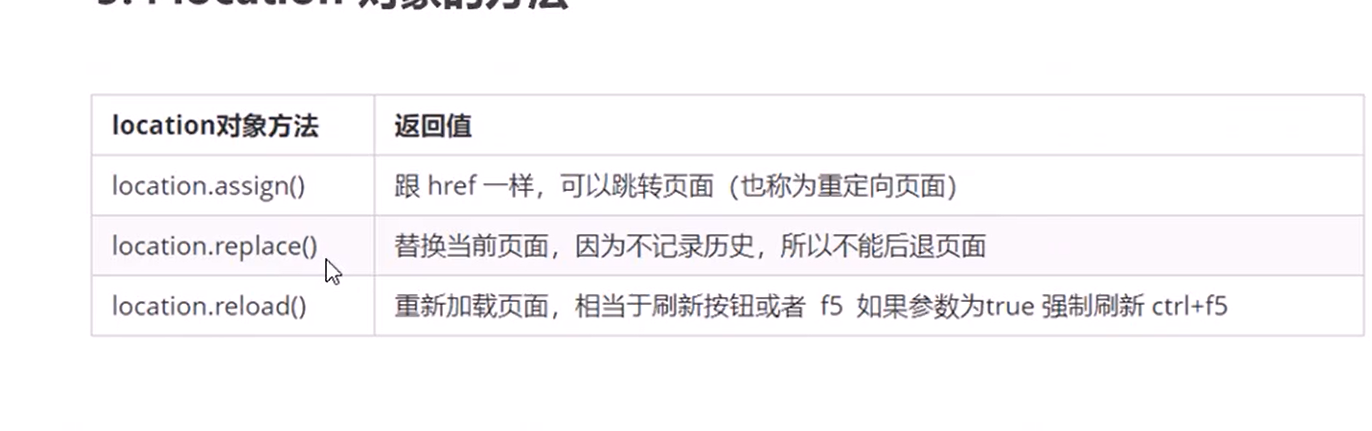 location 对象的方法
location对象方法 返回值
location.assign() 跟 href 一样，可以跳转页面（也称为重定向页面）
location.replace() 替换当前页面，因为不记录历史，所以不能后退页面
location.reload() 重新加载页面，相当于刷新按钮或者 f5 如果参数为true 强制刷新 ctrl+f5